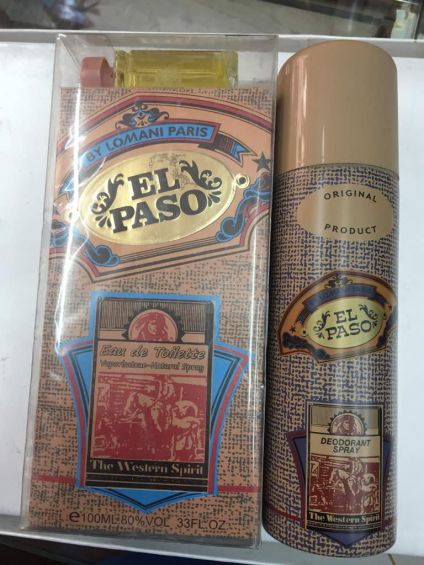 BY LOMANI PARIS
EL
PASO
Eau de Toilette
Vaporisateur-Natural Spray
The Western Spirit
e100ML-80%VOL 33FL.OZ
ORIGINAL
PRODUCT
EL
PASO
DEODORANT
SPRAY
The Western Spirit